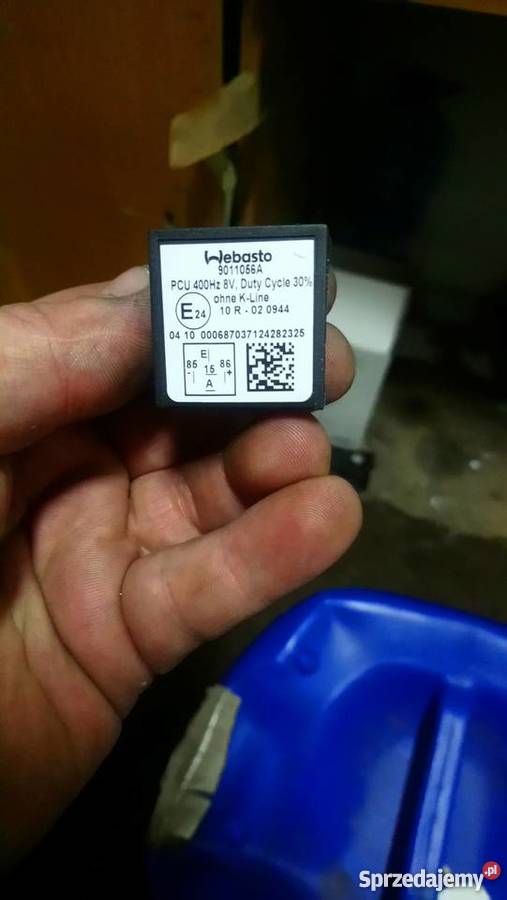 Webasto
9011056A
PCU 400Hz 8V, Duty Cycle 30%
ohne K-Line
E24 10 R - 02 0944
04 10 000687037124282325
E
85 15 86
- +
A
Sprzedajemy.pl